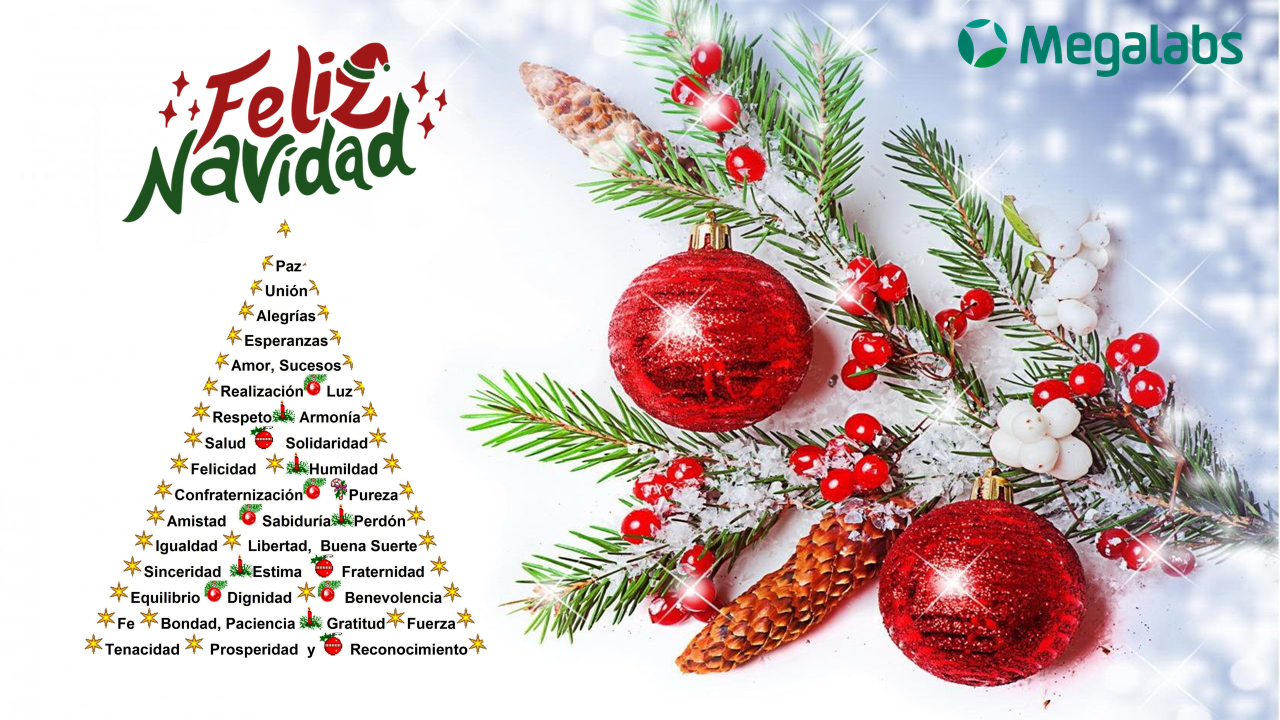 Megalabs
Feliz
Navidad
Paz
Unión
Alegrías
Esperanzas
Amor, Sucesos
Realización Luz
Respeto Armonía
Salud Solidaridad
Felicidad Humildad
Confraternización Pureza
Amistad Sabiduría Perdón
Igualdad Libertad, Buena Suerte
Sinceridad Estima Fraternidad
Equilibrio Dignidad Benevolencia
Fe Bondad, Paciencia Gratitud Fuerza
Tenacidad Prosperidad y Reconocimiento